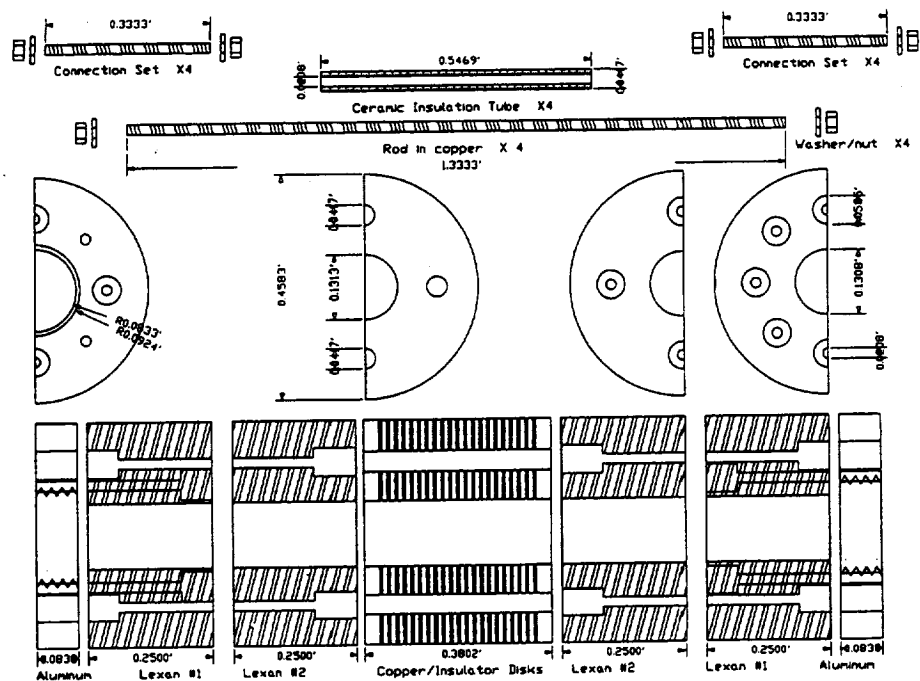 0.3333'
Connection Set X4
0.3333'
Connection Set X4
0.5469'
0.0808'
Ceramic Insulation Tube X4
Rod in copper X 4
Washer/nut X4
1.3333'
0.4583'
0.1313'
0.1308'
0.0808'
R0.0833'
R0.0924'
0.2500'
0.2500'
0.3802'
0.2500'
0.2500'
Aluminum
Lexan #1
Lexan #2
Copper/Insulator Disks
Lexan #2
Lexan #1
Aluminum